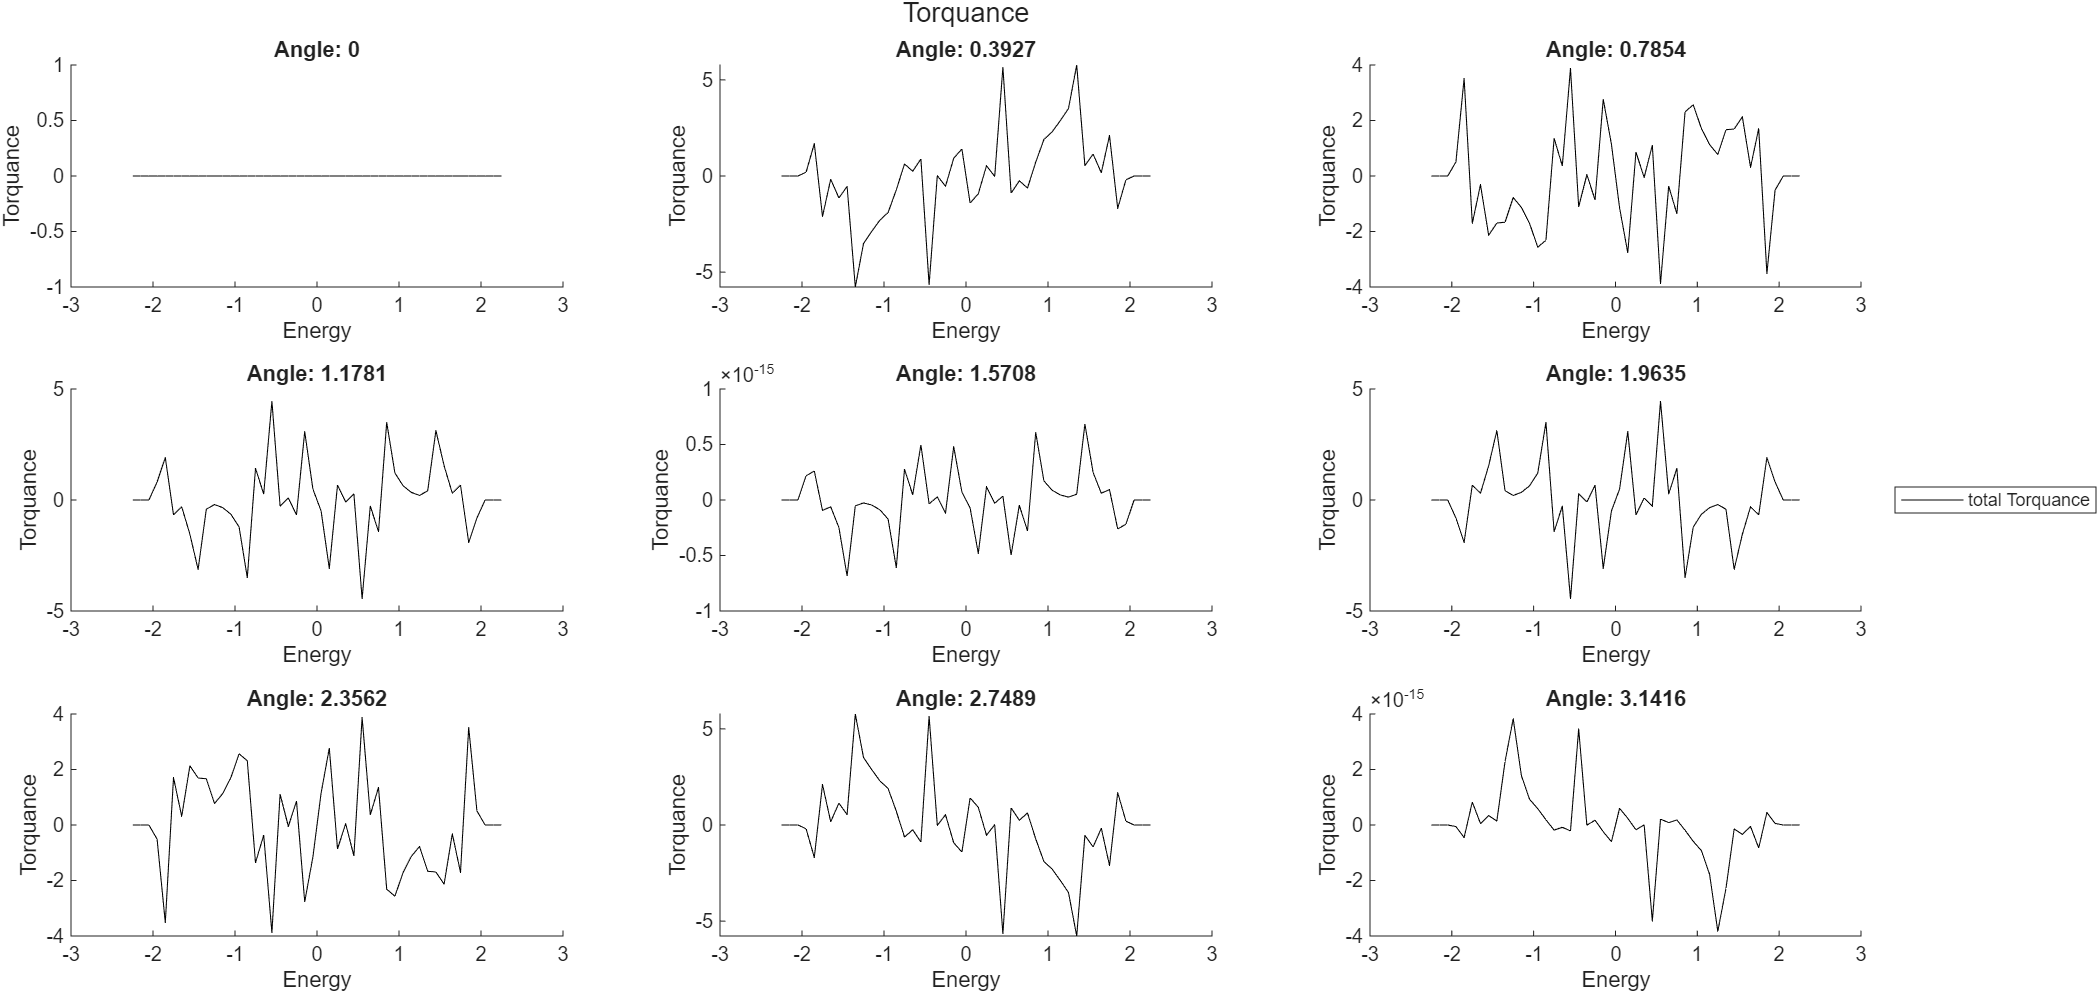 Torquance
Angle: 0
Torquance
1
0.5
0
-0.5
-1
-3 -2 -1 0 1 2 3
Energy
Angle: 0.3927
Torquance
5
0
-5
-3 -2 -1 0 1 2 3
Energy
Angle: 0.7854
Torquance
4
2
0
-2
-4
-3 -2 -1 0 1 2 3
Energy
Angle: 1.1781
Torquance
5
0
-5
-3 -2 -1 0 1 2 3
Energy
×10-15
Angle: 1.5708
Torquance
1
0.5
0
-0.5
-1
-3 -2 -1 0 1 2 3
Energy
Angle: 1.9635
Torquance
5
0
-5
-3 -2 -1 0 1 2 3
Energy
total Torquance
Angle: 2.3562
Torquance
4
2
0
-2
-4
-3 -2 -1 0 1 2 3
Energy
Angle: 2.7489
Torquance
5
0
-5
-3 -2 -1 0 1 2 3
Energy
×10-15
Angle: 3.1416
Torquance
4
2
0
-2
-4
-3 -2 -1 0 1 2 3
Energy